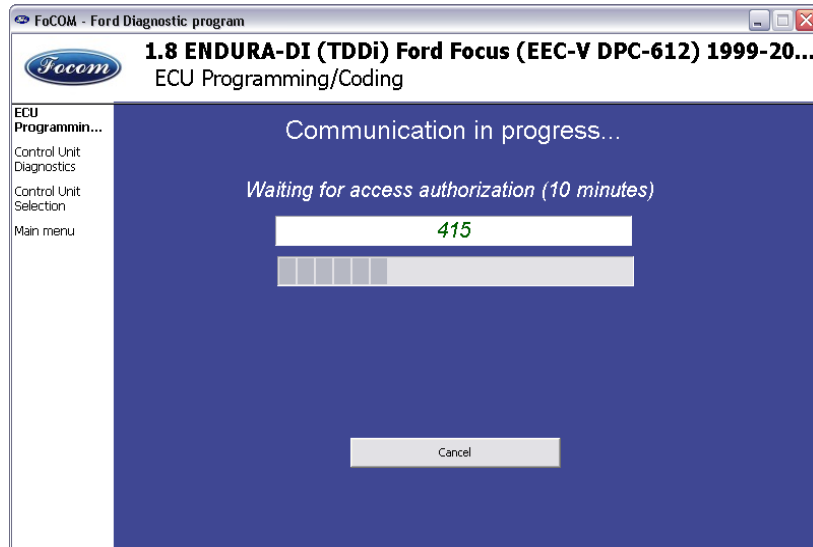 FoCOM - Ford Diagnostic program
Focom
1.8 ENDURA-DI (TDDi) Ford Focus (EEC-V DPC-612) 1999-20...
ECU Programming/Coding
ECU
Programmin...
Control Unit
Diagnostics
Control Unit
Selection
Main menu
Communication in progress...
Waiting for access authorization (10 minutes)
415
Cancel